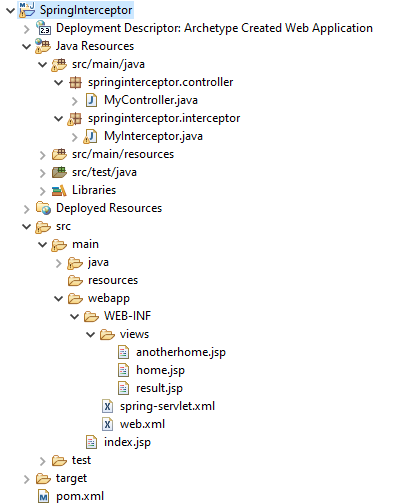 SpringInterceptor
Deployment Descriptor: Archetype Created Web Application
Java Resources
src/main/java
springinterceptor.controller
MyController.java
springinterceptor.interceptor
MyInterceptor.java
src/main/resources
src/test/java
Libraries
Deployed Resources
src
main
java
resources
webapp
WEB-INF
views
anotherhome.jsp
home.jsp
result.jsp
spring-servlet.xml
web.xml
index.jsp
test
target
pom.xml